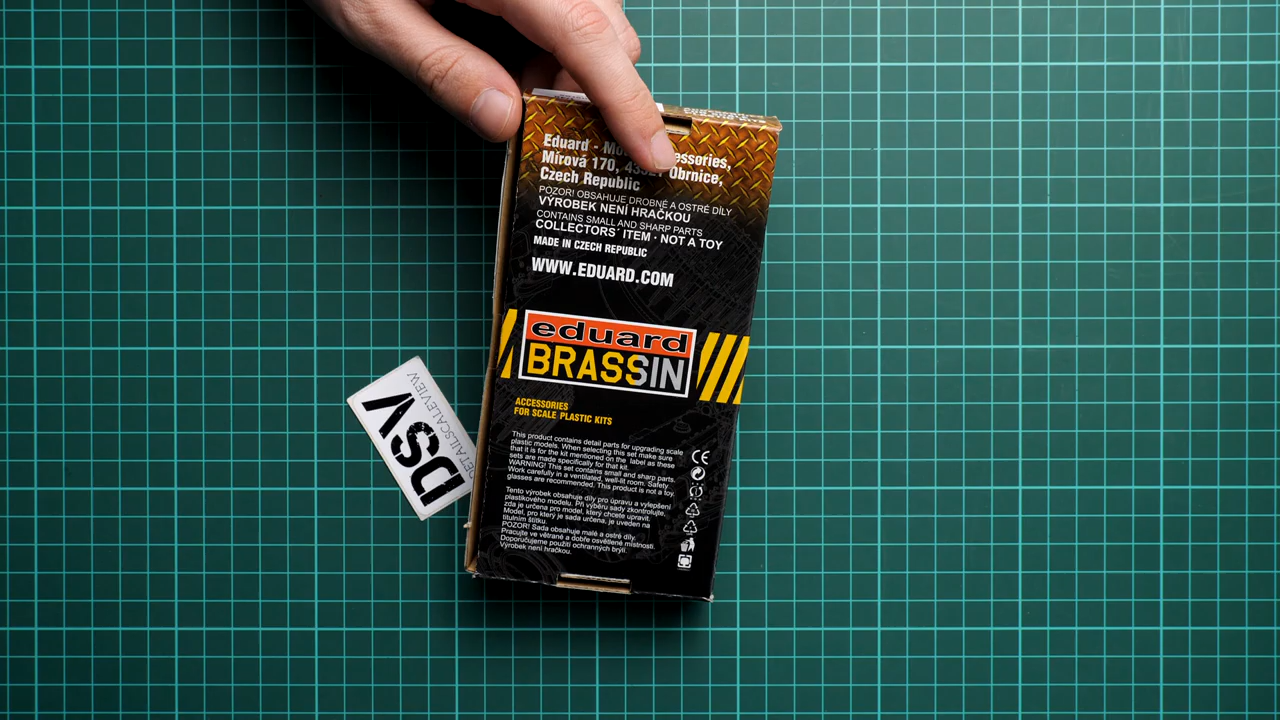 Eduard - Mo essories,
Mírová 170, 43521 Obrnice,
Czech Republic
POZOR! OBSAHUJE DROBNÉ A OSTRÉ DÍLY
VÝROBEK NENÍ HRAČKOU
CONTAINS SMALL AND SHARP PARTS
COLLECTORS´ ITEM · NOT A TOY
MADE IN CZECH REPUBLIC
WWW.EDUARD.COM
eduard
BRASSIN
ACCESSORIES
FOR SCALE PLASTIC KITS
This product contains detail parts for upgrading scale
plastic models. When selecting this set make sure
that it is for the kit mentioned on the label as these
sets are made specifically for that kit.
WARNING! This set contains small and sharp parts.
Work carefully in a ventilated, well-lit room. Safety
glasses are recommended. This product is not a toy.
Tento výrobek obsahuje díly pro úpravu a vylepšení
plastikového modelu. Při výběru sady zkontrolujte,
zda je určena pro model, který chcete upravit.
Model, pro který je sada určena, je uveden na
titulním štítku.
POZOR! Sada obsahuje malé a ostré díly.
Pracujte ve větrané a dobře osvětlené místnosti.
Doporučujeme použití ochranných brýlí.
Výrobek není hračkou.
CE
DSV
DETAILSCALEVIEW